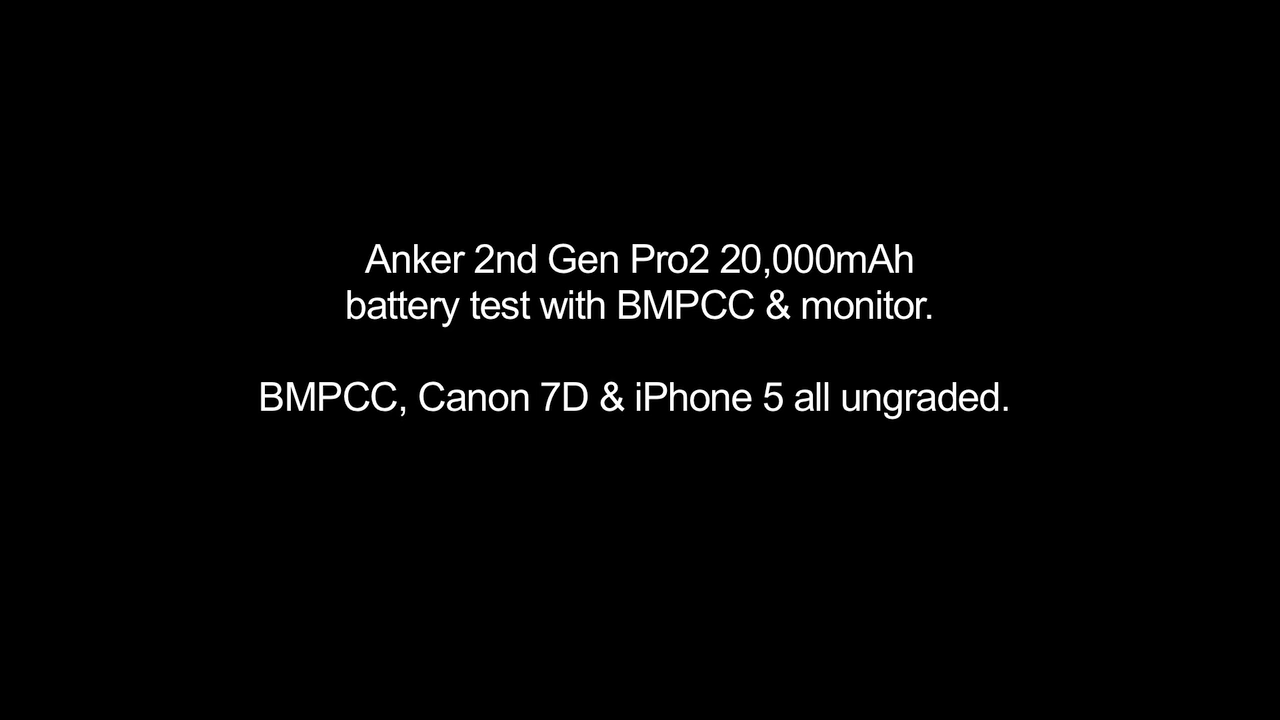 Anker 2nd Gen Pro2 20,000mAh
battery test with BMPCC & monitor.
BMPCC, Canon 7D & iPhone 5 all ungraded.